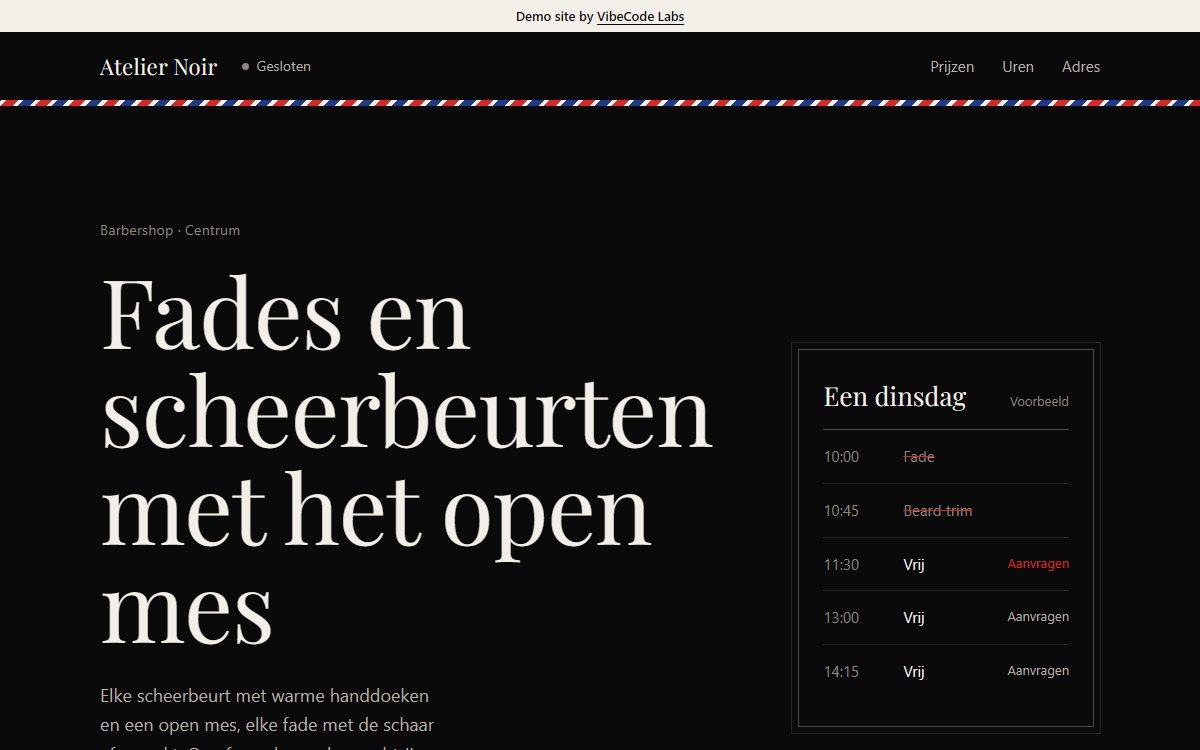 Demo site by VibeCode Labs
Atelier Noir
Gesloten
Prijzen
Uren
Adres
Barbershop · Centrum
Fades en
scheerbeurten
met het open
mes
Elke scheerbeurt met warme handdoeken
en een open mes, elke fade met de schaar
Een dinsdag
Voorbeeld
10:00 Fade
10:45 Beard trim
11:30 Vrij Aanvragen
13:00 Vrij Aanvragen
14:15 Vrij Aanvragen